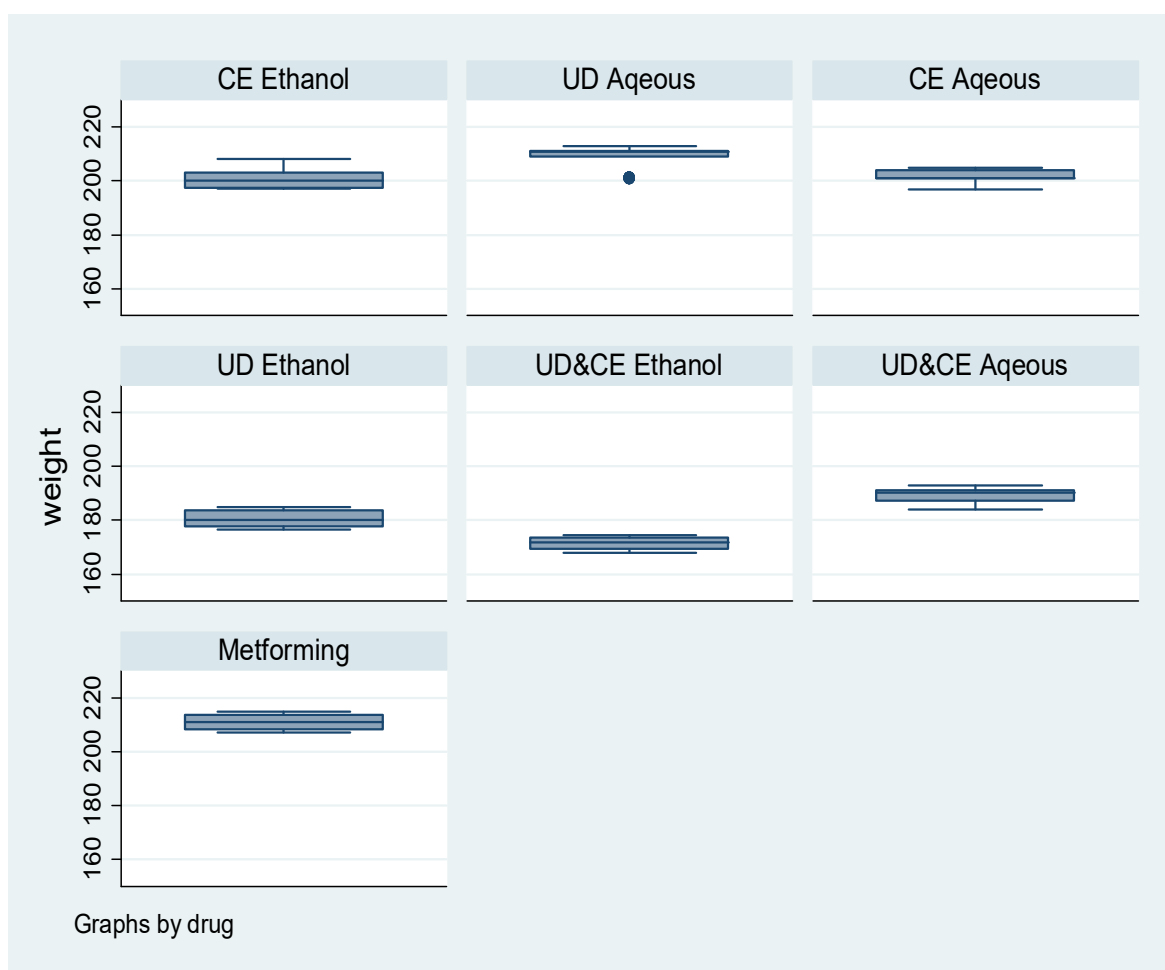 CE Ethanol
UD Aqeous
CE Aqeous
220
200
180
160
UD Ethanol
UD&CE Ethanol
UD&CE Aqeous
220
200
180
160
weight
Metforming
220
200
180
160
Graphs by drug